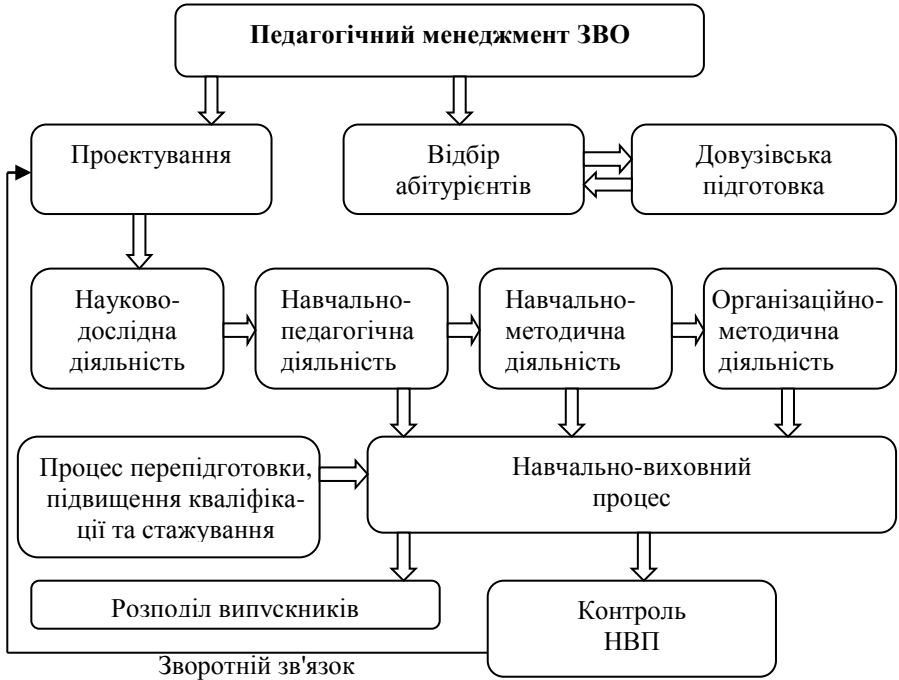 Педагогічний менеджмент ЗВО
Проектування
Відбір
абітурієнтів
Довузівська
підготовка
Науково-
дослідна
діяльність
Навчально-
педагогічна
діяльність
Навчально-
методична
діяльність
Організаційно-
методична
діяльність
Процес перепідготовки,
підвищення кваліфіка-
ції та стажування
Навчально-виховний
процес
Розподіл випускників
Контроль
НВП
Зворотній зв'язок